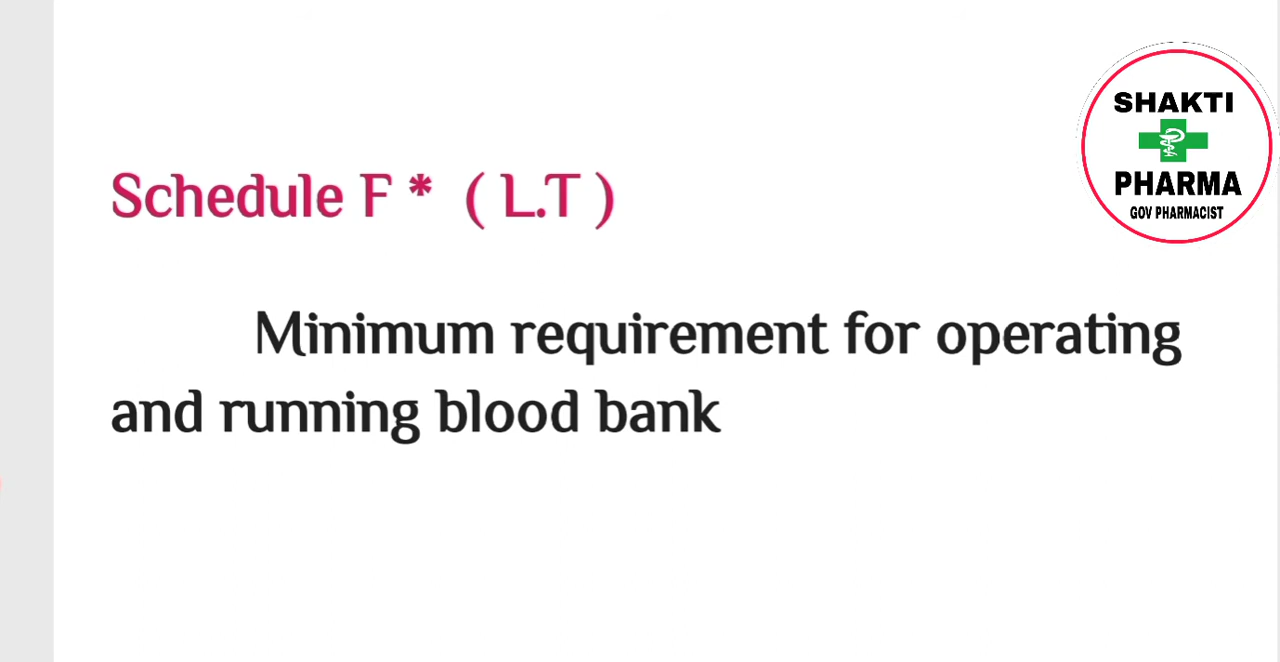 SHAKTI
PHARMA
GOV PHARMACIST
Schedule F * ( L.T )
Minimum requirement for operating
and running blood bank